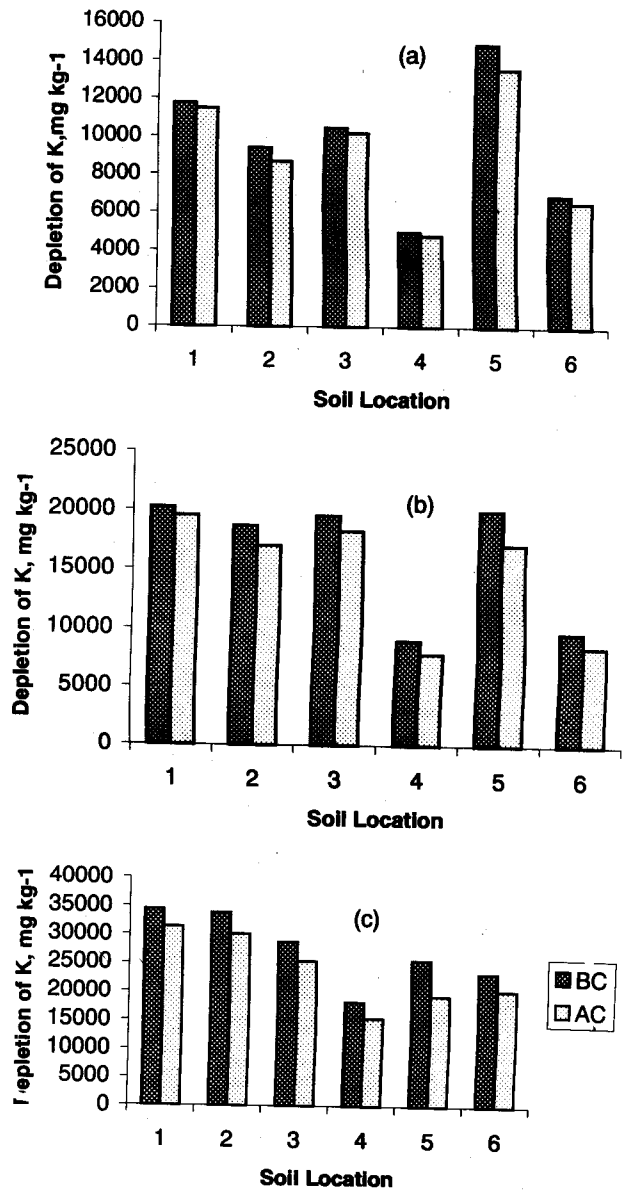 16000
14000
12000
10000
8000
6000
4000
2000
0
Depletion of K,mg kg-1
(a)
1 2 3 4 5 6
Soil Location
25000
20000
15000
10000
5000
0
Depletion of K, mg kg-1
(b)
1 2 3 4 5 6
Soil Location
40000
35000
30000
25000
20000
15000
10000
5000
0
epletion of K, mg kg-1
(c)
BC
AC
1 2 3 4 5 6
Soil Location